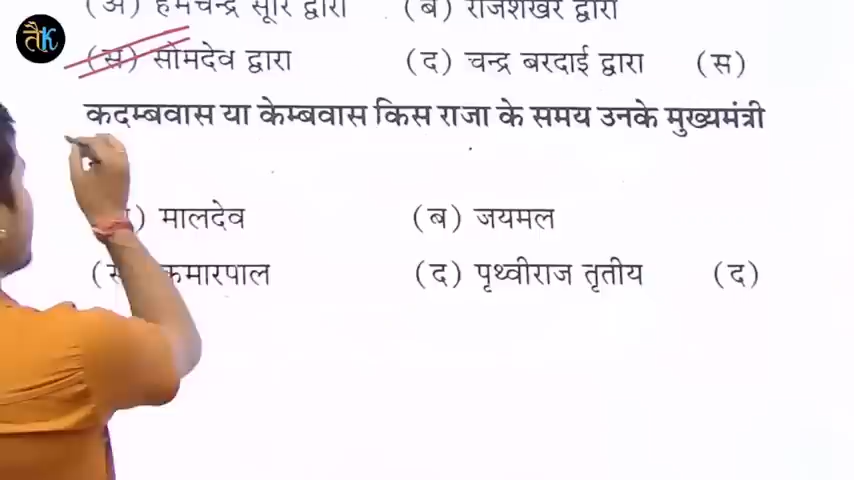 तैK
(अ) हेमचन्द्र सूरि द्वारा (ब) राजशेखर द्वारा
(स) सोमदेव द्वारा (द) चन्द्र बरदाई द्वारा (स)
कदम्बवास या केम्बवास किस राजा के समय उनके मुख्यमंत्री
) मालदेव (ब) जयमल
(स कुमारपाल (द) पृथ्वीराज तृतीय (द)